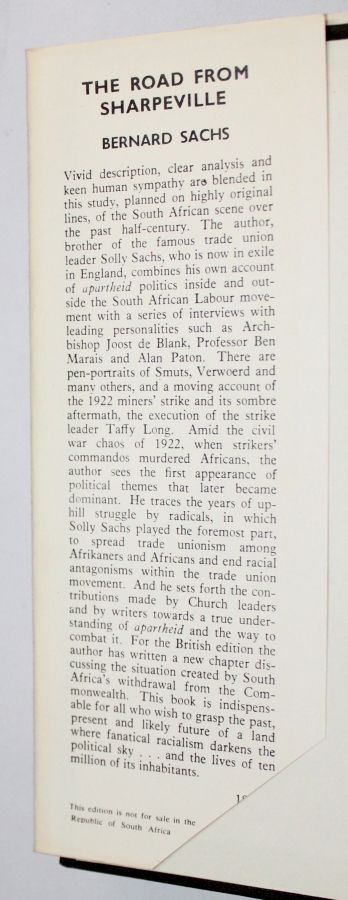 THE ROAD FROM
SHARPEVILLE
BERNARD SACHS
Vivid description, clear analysis and
keen human sympathy are blended in
this study, planned on highly original
lines, of the South African scene over
the past half-century. The author,
brother of the famous trade union
leader Solly Sachs, who is now in exile
in England, combines his own account
of apartheid politics inside and out-
side the South African Labour move-
ment with a series of interviews with
leading personalities such as Arch-
bishop Joost de Blank, Professor Ben
Marais and Alan Paton. There are
pen-portraits of Smuts, Verwoerd and
many others, and a moving account of
the 1922 miners' strike and its sombre
aftermath, the execution of the strike
leader Taffy Long. Amid the civil
war chaos of 1922, when strikers'
commandos murdered Africans, the
author sees the first appearance of
political themes that later became
dominant. He traces the years of up-
hill struggle by radicals, in which
Solly Sachs played the foremost part,
to spread trade unionism among
Afrikaners and Africans and end racial
antagonisms within the trade union
movement. And he sets forth the con-
tributions made by Church leaders
and by writers towards a true under-
standing of apartheid and the way to
combat it. For the British edition the
author has written a new chapter dis-
cussing the situation created by South
Africa's withdrawal from the Com-
monwealth. This book is indispens-
able for all who wish to grasp the past,
present and likely future of a land
where fanatical racialism darkens the
political sky . . . and the lives of ten
million of its inhabitants.
This edition is not for sale in the
Republic of South Africa